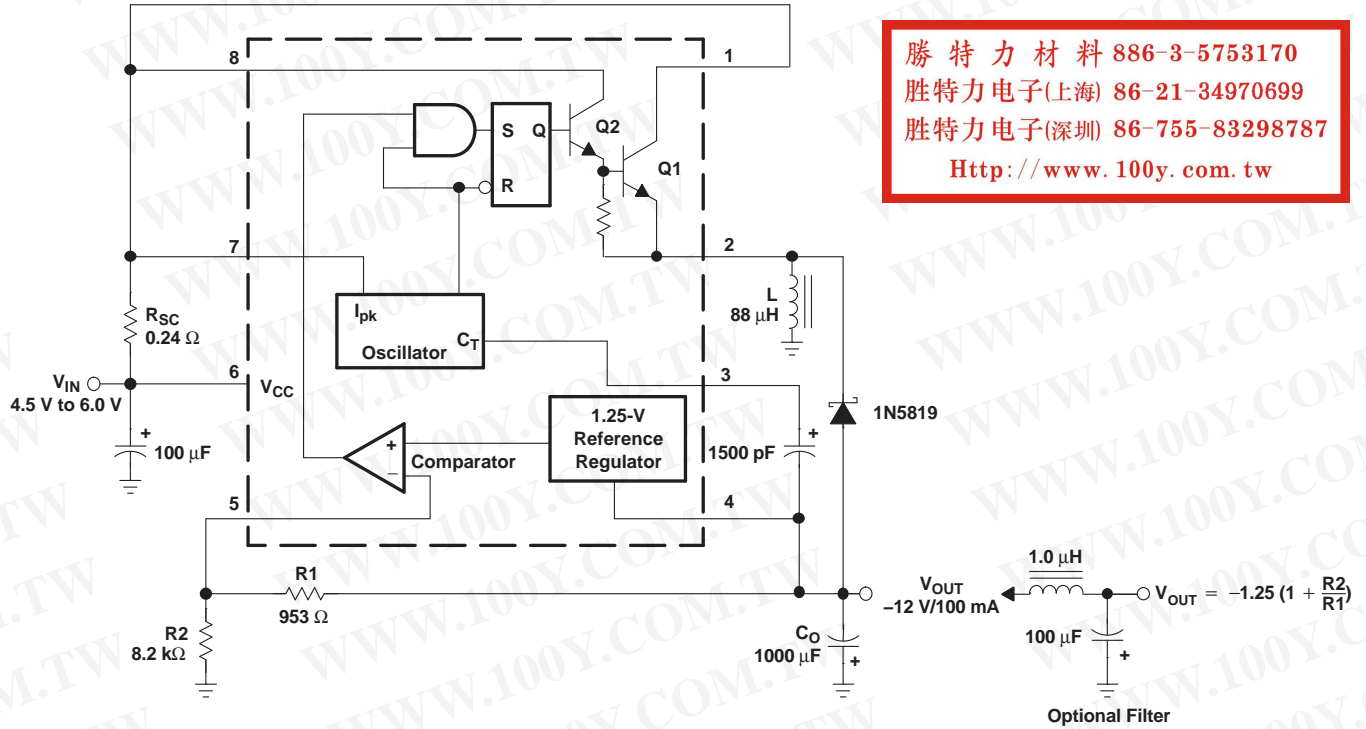 8
1
勝特力材料 886-3-5753170
胜特力电子(上海) 86-21-34970699
胜特力电子(深圳) 86-755-83298787
Http://www.100y.com.tw
S
Q
Q2
R
Q1
7
2
Ipk
CT
Oscillator
L
88 μH
RSC
0.24 Ω
6
VCC
3
VIN
4.5 V to 6.0 V
1.25-V
Reference
Regulator
1N5819
+
100 μF
+
–
Comparator
1500 pF
+
5
4
R1
953 Ω
R2
8.2 kΩ
VOUT
–12 V/100 mA
CO
1000 μF
+
1.0 μH
VOUT = –1.25 (1 + R2/R1)
100 μF
+
Optional Filter
WWW.100Y.COM.TW